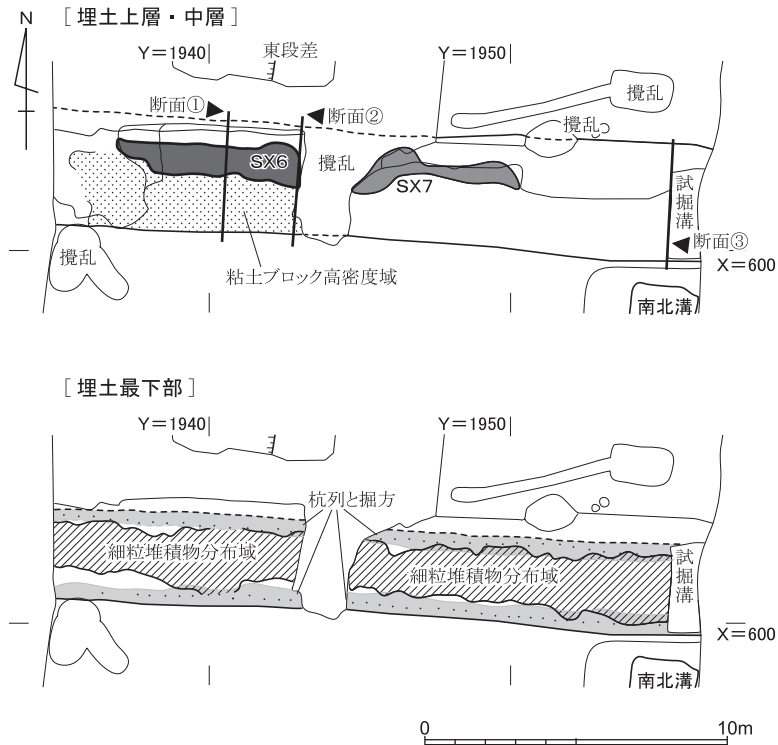 N
[ 埋土上層・中層 ]
Y=1940
東段差
Y=1950
断面①
断面②
攪乱
攪乱
攪乱
SX6
SX7
試掘溝
断面③
攪乱
粘土ブロック高密度域
X=600
南北溝
[ 埋土最下部 ]
Y=1940
Y=1950
杭列と掘方
細粒堆積物分布域
細粒堆積物分布域
試掘溝
X=600
南北溝
0
10m